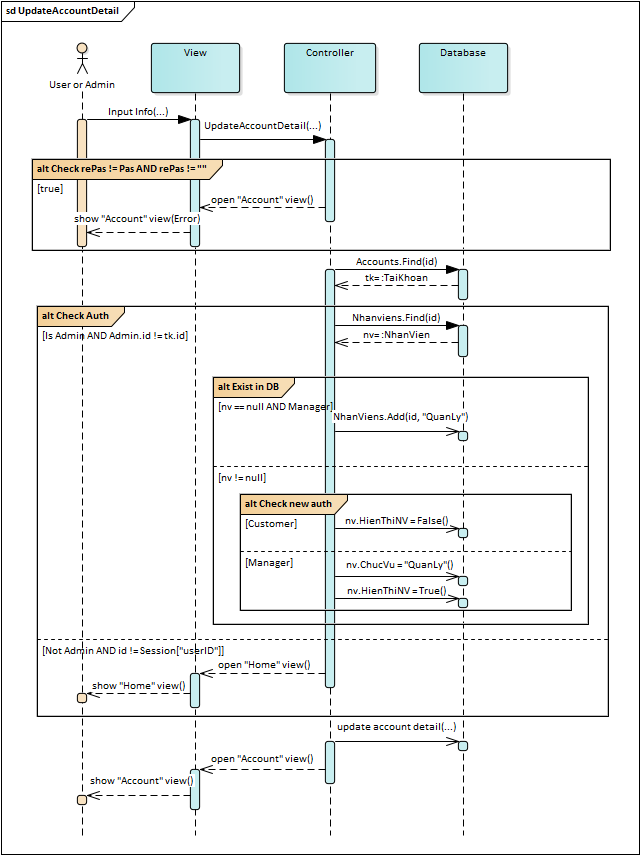 sd UpdateAccountDetail
View
Controller
Database
User or Admin
Input Info(...)
UpdateAccountDetail(...)
alt Check rePas != Pas AND rePas != ""
[true]
open "Account" view()
show "Account" view(Error)
Accounts.Find(id)
tk= :TaiKhoan
alt Check Auth
Nhanviens.Find(id)
[Is Admin AND Admin.id != tk.id]
nv= :NhanVien
alt Exist in DB
[nv == null AND Manager]
NhanViens.Add(id, "QuanLy")
[nv != null]
alt Check new auth
[Customer]
nv.HienThiNV = False()
[Manager]
nv.ChucVu = "QuanLy"()
nv.HienThiNV = True()
[Not Admin AND id != Session["userID"]]
open "Home" view()
show "Home" view()
update account detail(...)
open "Account" view()
show "Account" view()